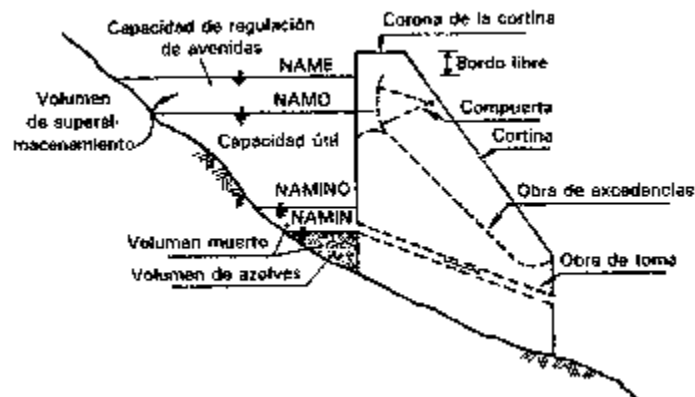 Corona de la cortina
Capacidad de regulación
de avenidas
NAME
Bordo libre
Volumen
de superal-
macenamiento
NAMO
Compuerta
Capacidad útil
Cortina
NAMINO
Obra de excedencias
NAMIN
Volumen muerto
Obra de toma
Volumen de azolves